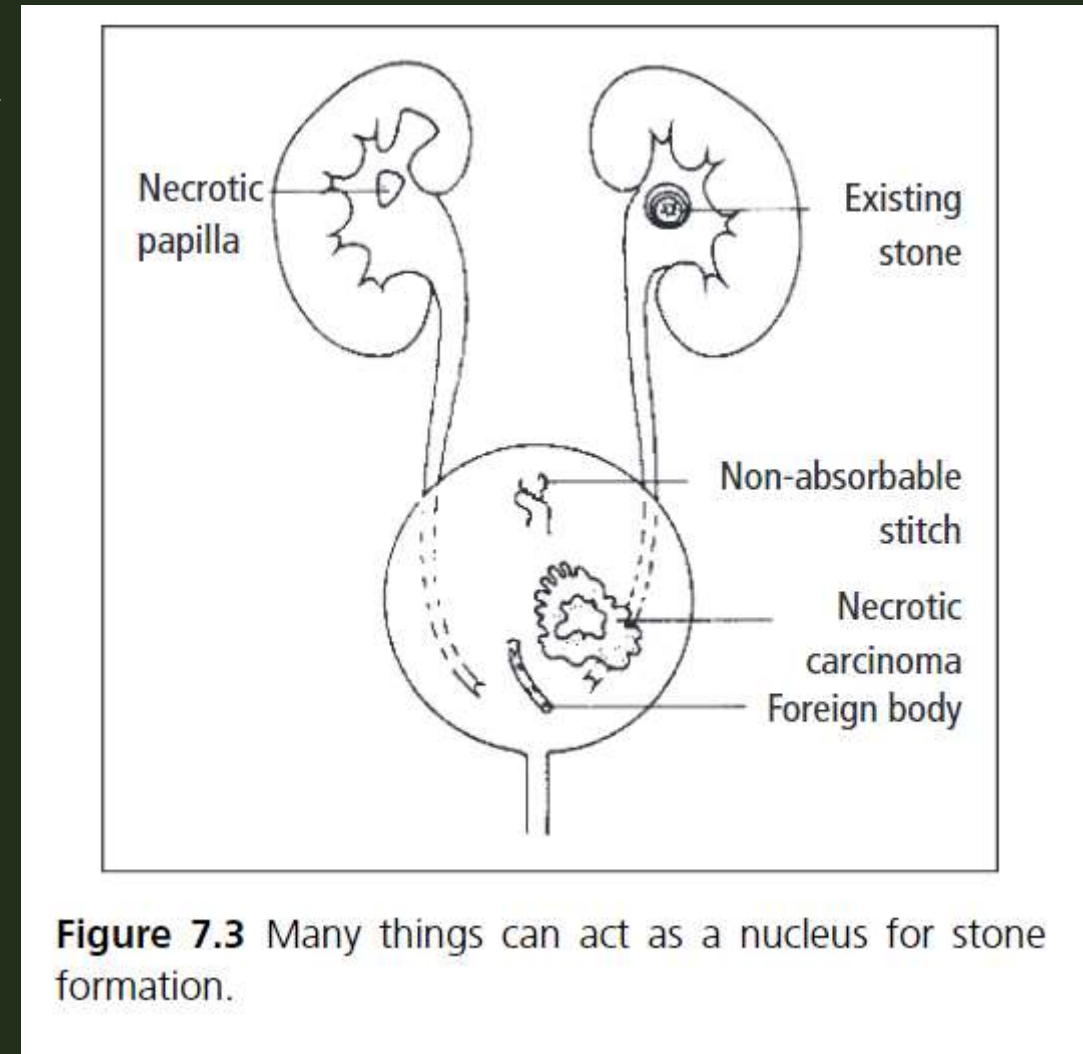 Necrotic
papilla
Existing
stone
Non-absorbable
stitch
Necrotic
carcinoma
Foreign body
Figure 7.3 Many things can act as a nucleus for stone
formation.